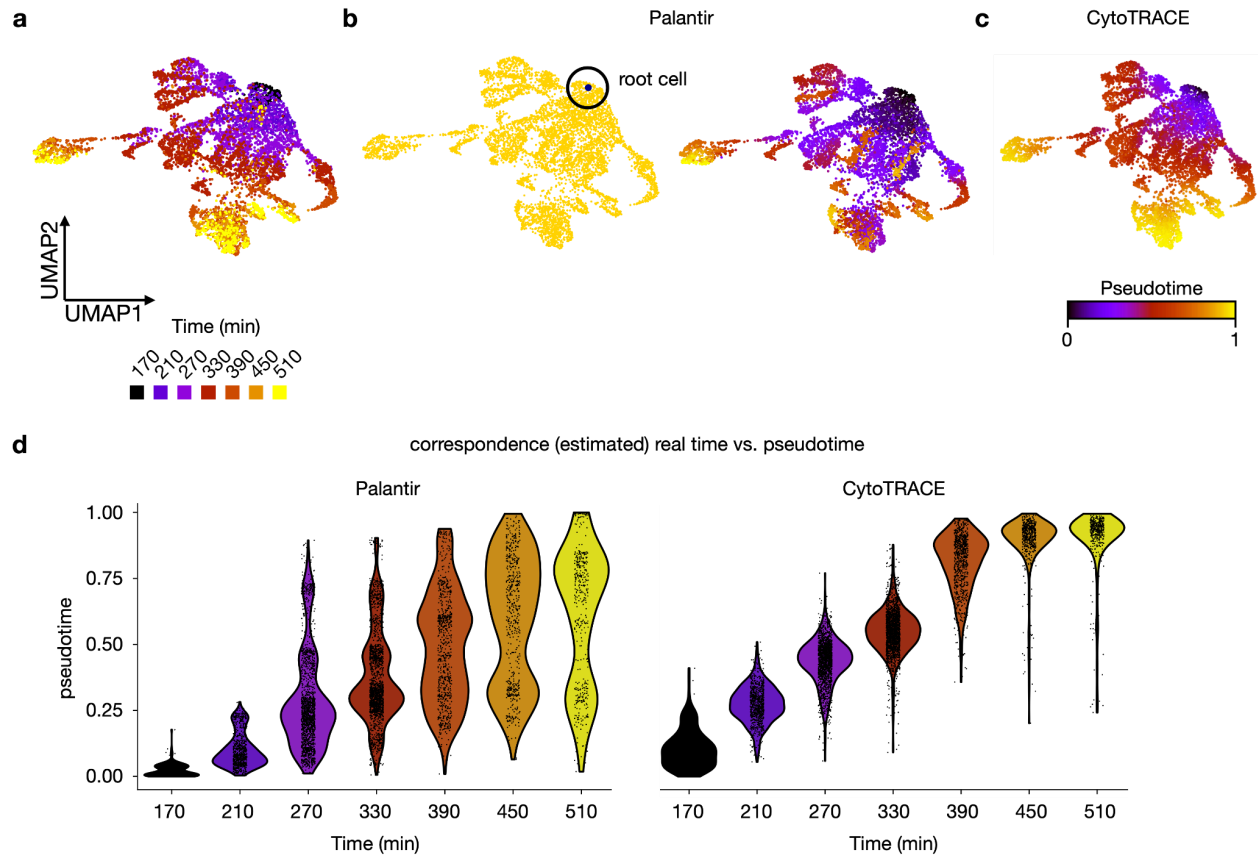 a
b
Palantir
c
CytoTRACE
root cell
UMAP2
UMAP1
Time (min)
170 210 270 330 390 450 510
Pseudotime
0 1
d
correspondence (estimated) real time vs. pseudotime
Palantir
CytoTRACE
pseudotime
1.00
0.75
0.50
0.25
0.00
170 210 270 330 390 450 510
Time (min)
170 210 270 330 390 450 510
Time (min)